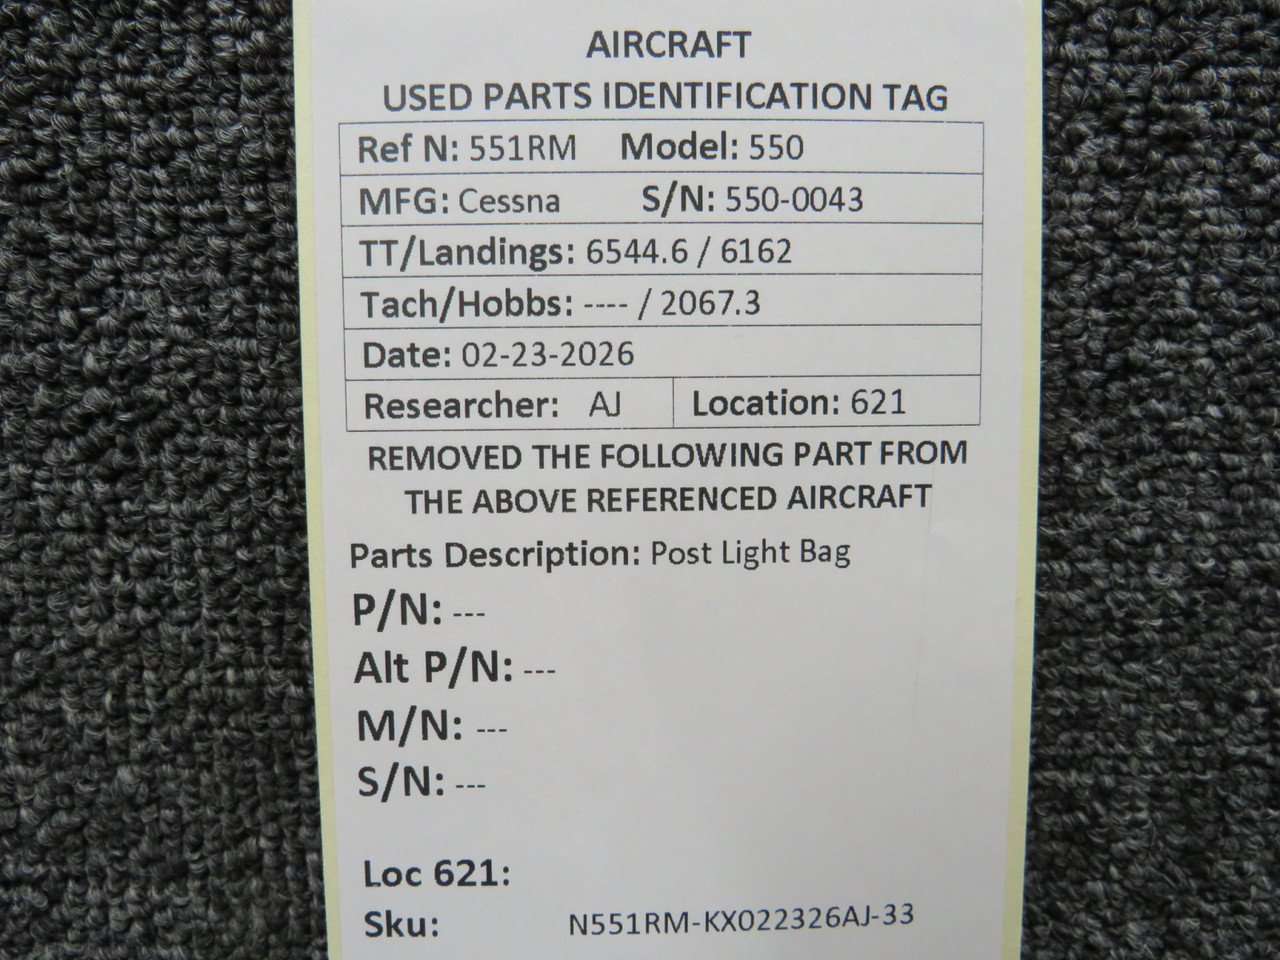 AIRCRAFT
USED PARTS IDENTIFICATION TAG
Ref N: 551RM Model: 550
MFG: Cessna S/N: 550-0043
TT/Landings: 6544.6 / 6162
Tach/Hobbs: ---- / 2067.3
Date: 02-23-2026
Researcher: AJ Location: 621
REMOVED THE FOLLOWING PART FROM
THE ABOVE REFERENCED AIRCRAFT
Parts Description: Post Light Bag
P/N: ---
Alt P/N: ---
M/N: ---
S/N: ---
Loc 621:
Sku: N551RM-KX022326AJ-33